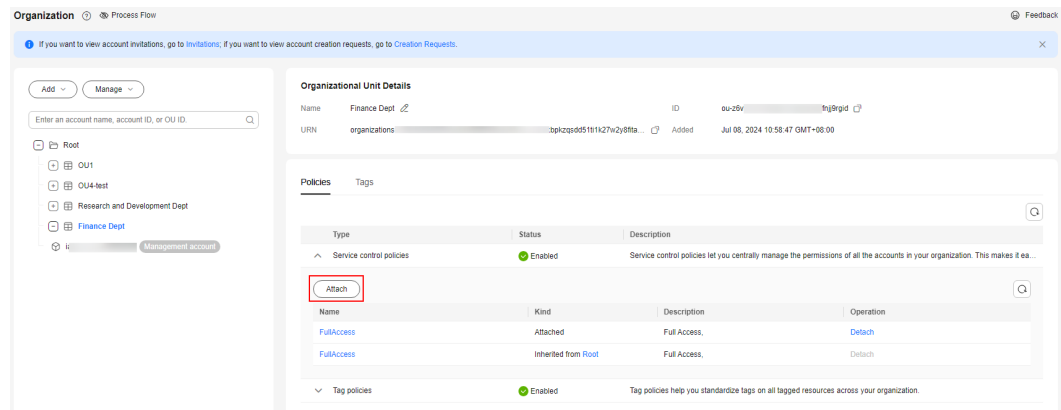 Organization Process Flow Feedback
If you want to view account invitations, go to Invitations; if you want to view account creation requests, go to Creation Requests.
Add Manage
Enter an account name, account ID, or OU ID.
Root
OU1
OU4-test
Research and Development Dept
Finance Dept
Management account
Organizational Unit Details
Name Finance Dept ID ou-z6v fnjj9rgid
URN organizations Added Jul 08, 2024 10:58:47 GMT+08:00
Policies Tags
Type Status Description
Service control policies Enabled Service control policies let you centrally manage the permissions of all the accounts in your organization. This makes it ea...
Attach
Name Kind Description Operation
FullAccess Attached Full Access, Detach
FullAccess Inherited from Root Full Access, Detach
Tag policies Enabled Tag policies help you standardize tags on all tagged resources across your organization.